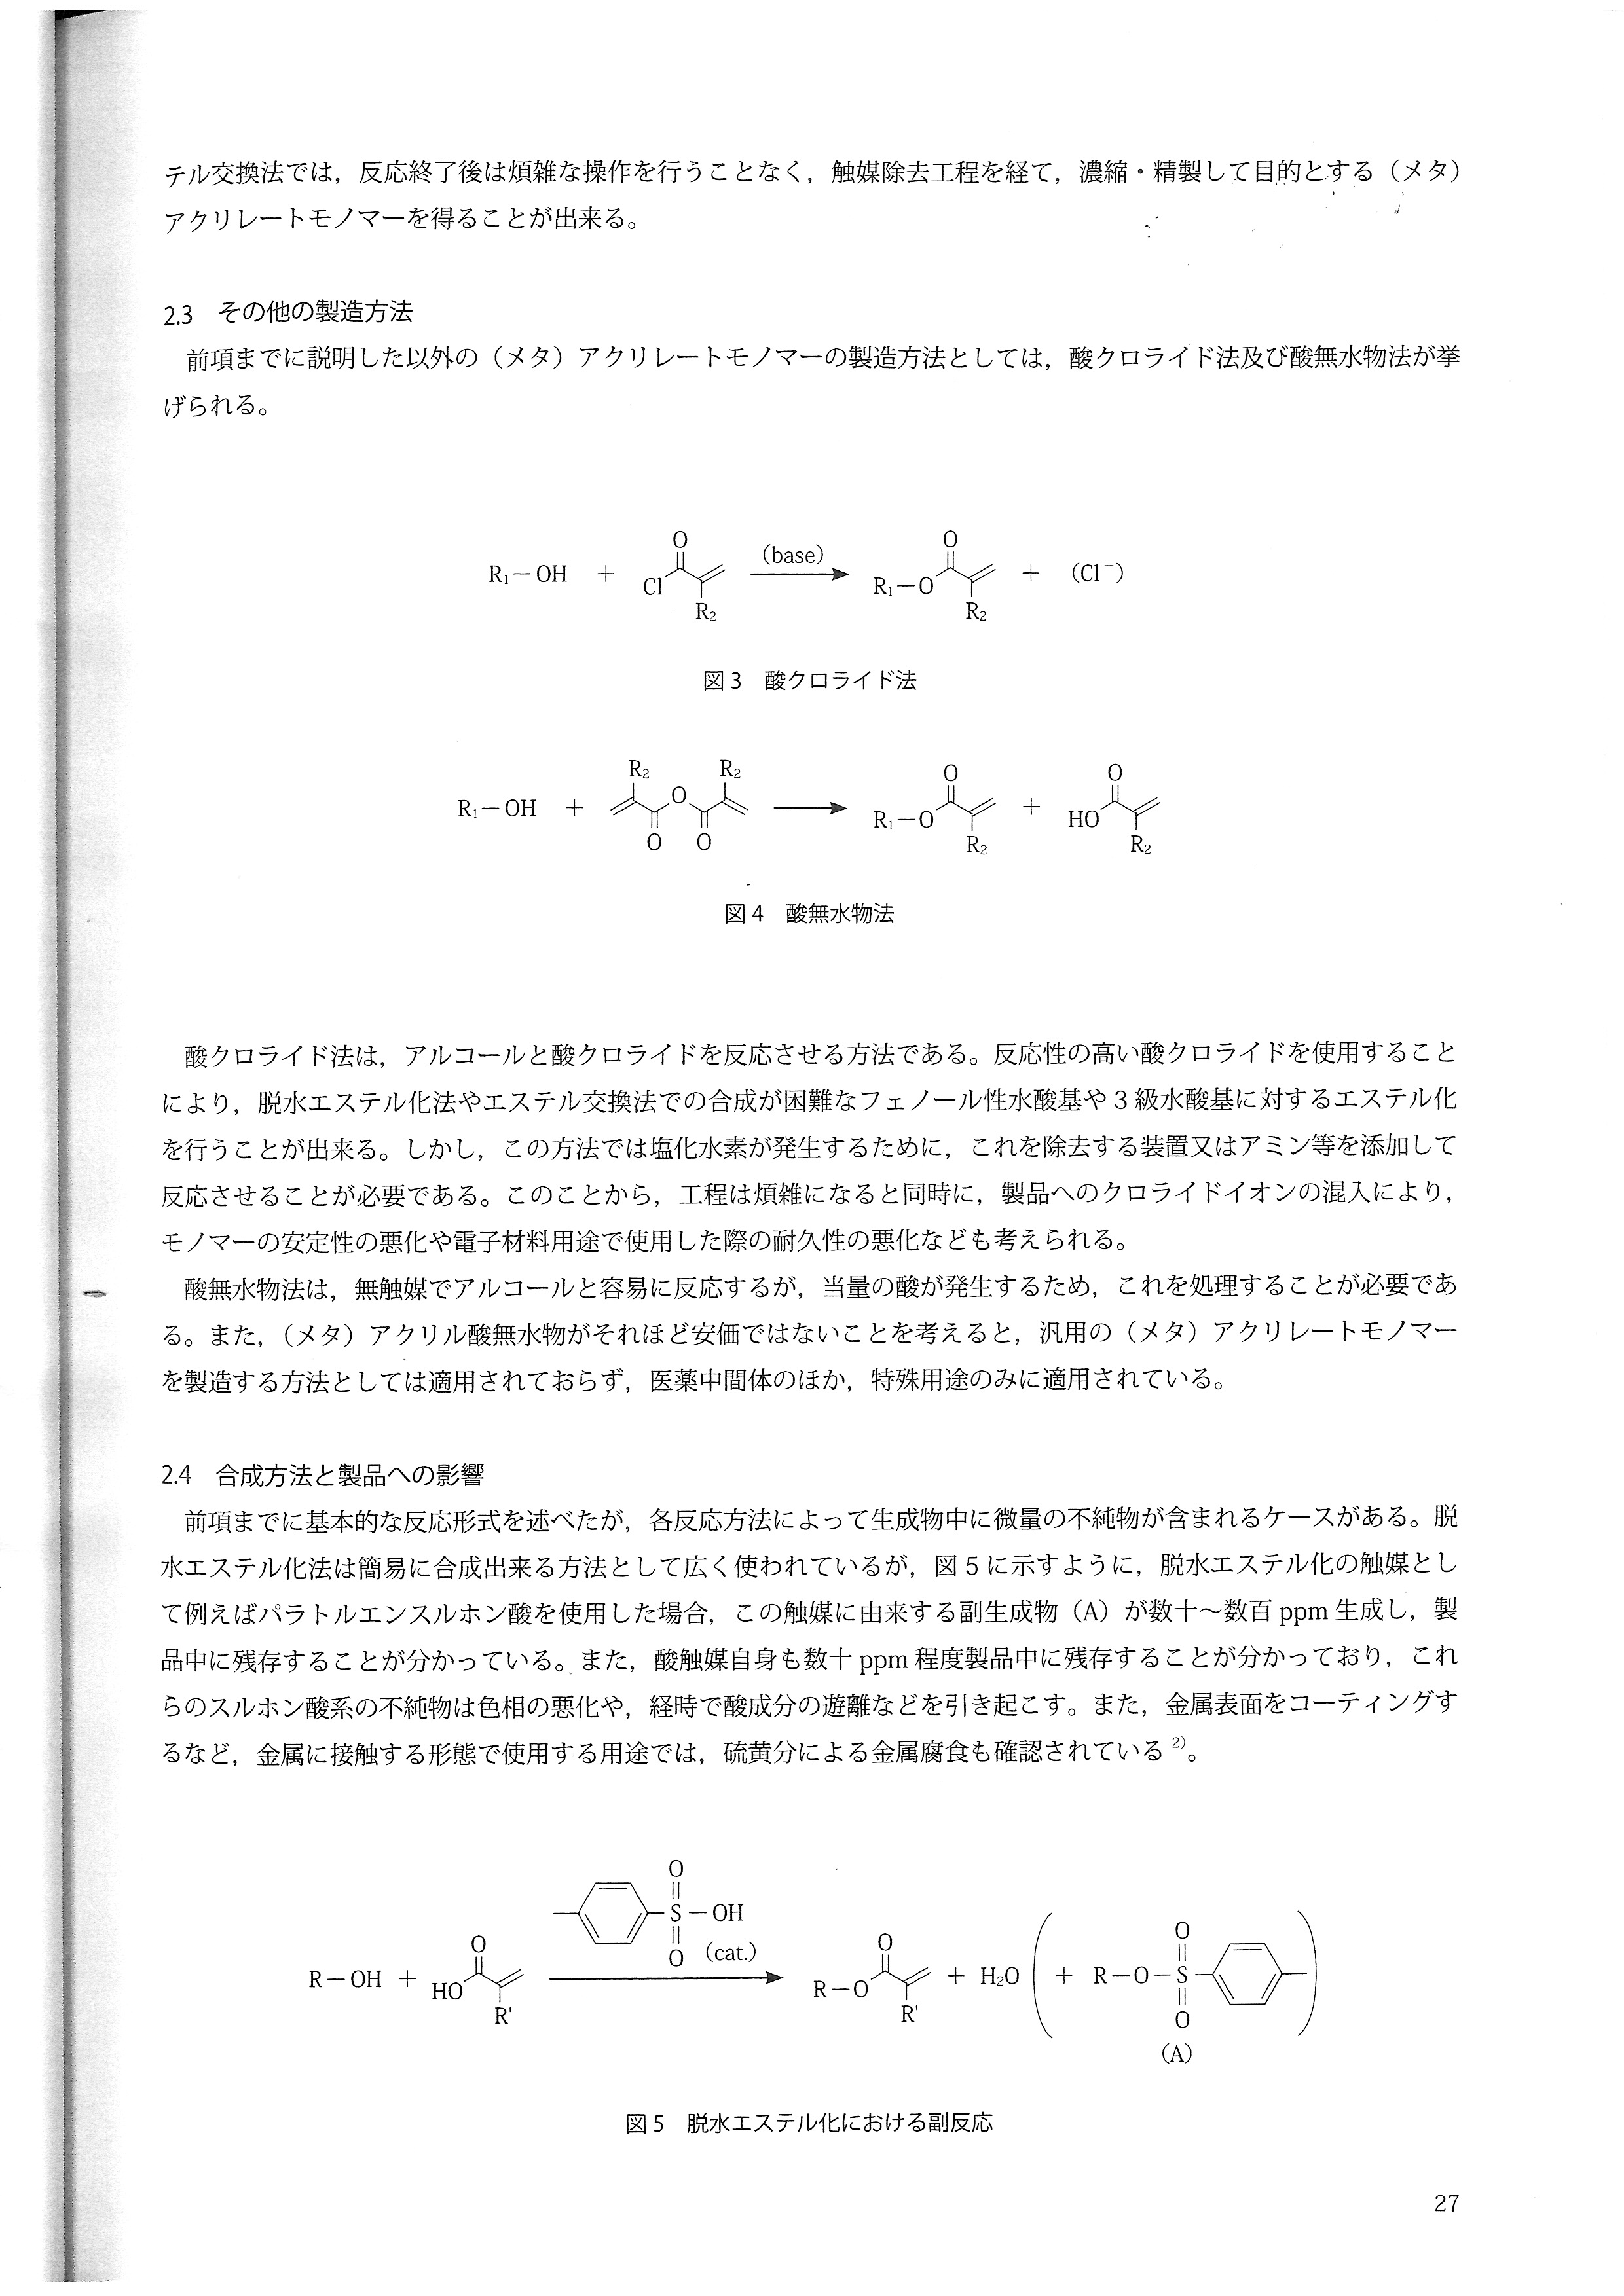 テル交換法では，反応終了後は煩雑な操作を行うことなく，触媒除去工程を経て，濃縮・精製して目的とする（メタ）
アクリレートモノマーを得ることが出来る。
2.3　その他の製造方法
前項までに説明した以外の（メタ）アクリレートモノマーの製造方法としては，酸クロライド法及び酸無水物法が挙
げられる。
R₁－OH + Cl O R₂ (base) R₁－O O R₂ + (Cl⁻)
図3　酸クロライド法
R₁－OH + R₂ O R₂ O O R₁－O O R₂ + HO O R₂
図4　酸無水物法
酸クロライド法は，アルコールと酸クロライドを反応させる方法である。反応性の高い酸クロライドを使用すること
により，脱水エステル化法やエステル交換法での合成が困難なフェノール性水酸基や3級水酸基に対するエステル化
を行うことが出来る。しかし，この方法では塩化水素が発生するために，これを除去する装置又はアミン等を添加して
反応させることが必要である。このことから，工程は煩雑になると同時に，製品へのクロライドイオンの混入により，
モノマーの安定性の悪化や電子材料用途で使用した際の耐久性の悪化なども考えられる。
酸無水物法は，無触媒でアルコールと容易に反応するが，当量の酸が発生するため，これを処理することが必要であ
る。また，（メタ）アクリル酸無水物がそれほど安価ではないことを考えると，汎用の（メタ）アクリレートモノマー
を製造する方法としては適用されておらず，医薬中間体のほか，特殊用途のみに適用されている。
2.4　合成方法と製品への影響
前項までに基本的な反応形式を述べたが，各反応方法によって生成物中に微量の不純物が含まれるケースがある。脱
水エステル化法は簡易に合成出来る方法として広く使われているが，図5に示すように，脱水エステル化の触媒とし
て例えばパラトルエンスルホン酸を使用した場合，この触媒に由来する副生成物（A）が数十～数百ppm生成し，製
品中に残存することが分かっている。また，酸触媒自身も数十ppm程度製品中に残存することが分かっており，これ
らのスルホン酸系の不純物は色相の悪化や，経時で酸成分の遊離などを引き起こす。また，金属表面をコーティングす
るなど，金属に接触する形態で使用する用途では，硫黄分による金属腐食も確認されている²⁾。
R－OH + HO O R' O S－OH O (cat.) R－O O R' + H₂O ( + R－O－S O O )
(A)
図5　脱水エステル化における副反応
27